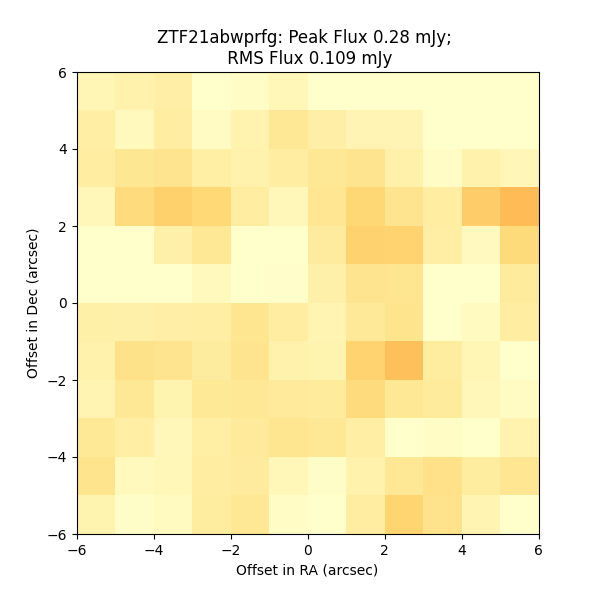 ZTF21abwprfg: Peak Flux 0.28 mJy;
RMS Flux 0.109 mJy
6
4
2
0
−2
−4
−6
Offset in Dec (arcsec)
−6 −4 −2 0 2 4 6
Offset in RA (arcsec)